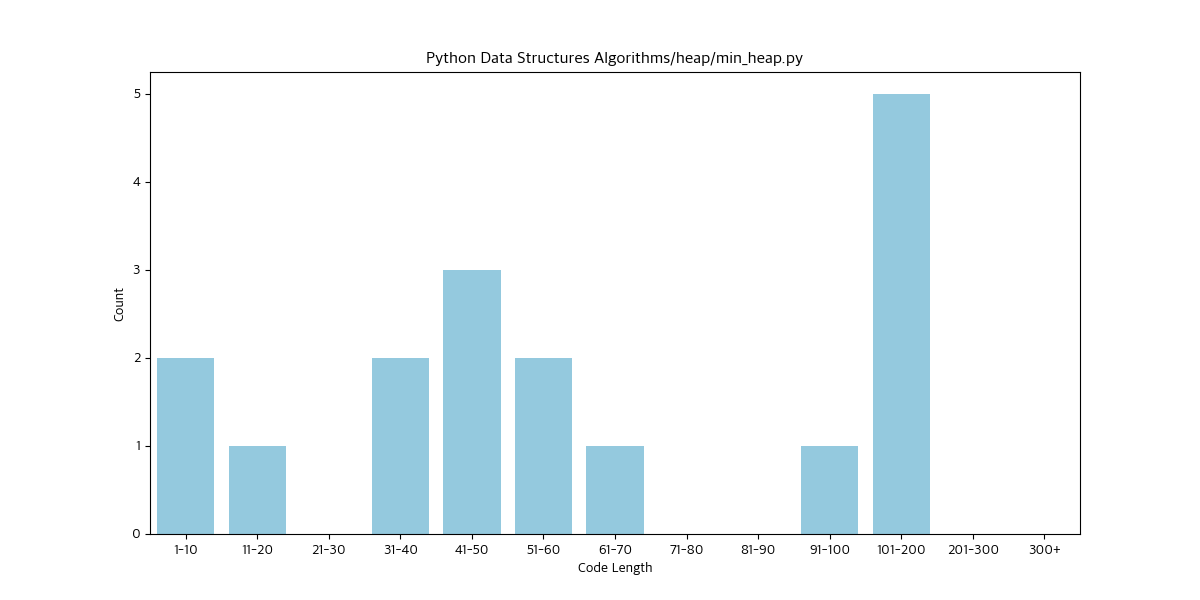 Python Data Structures Algorithms/heap/min_heap.py
5
4
3
2
1
0
Count
1-10 11-20 21-30 31-40 41-50 51-60 61-70 71-80 81-90 91-100 101-200 201-300 300+
Code Length